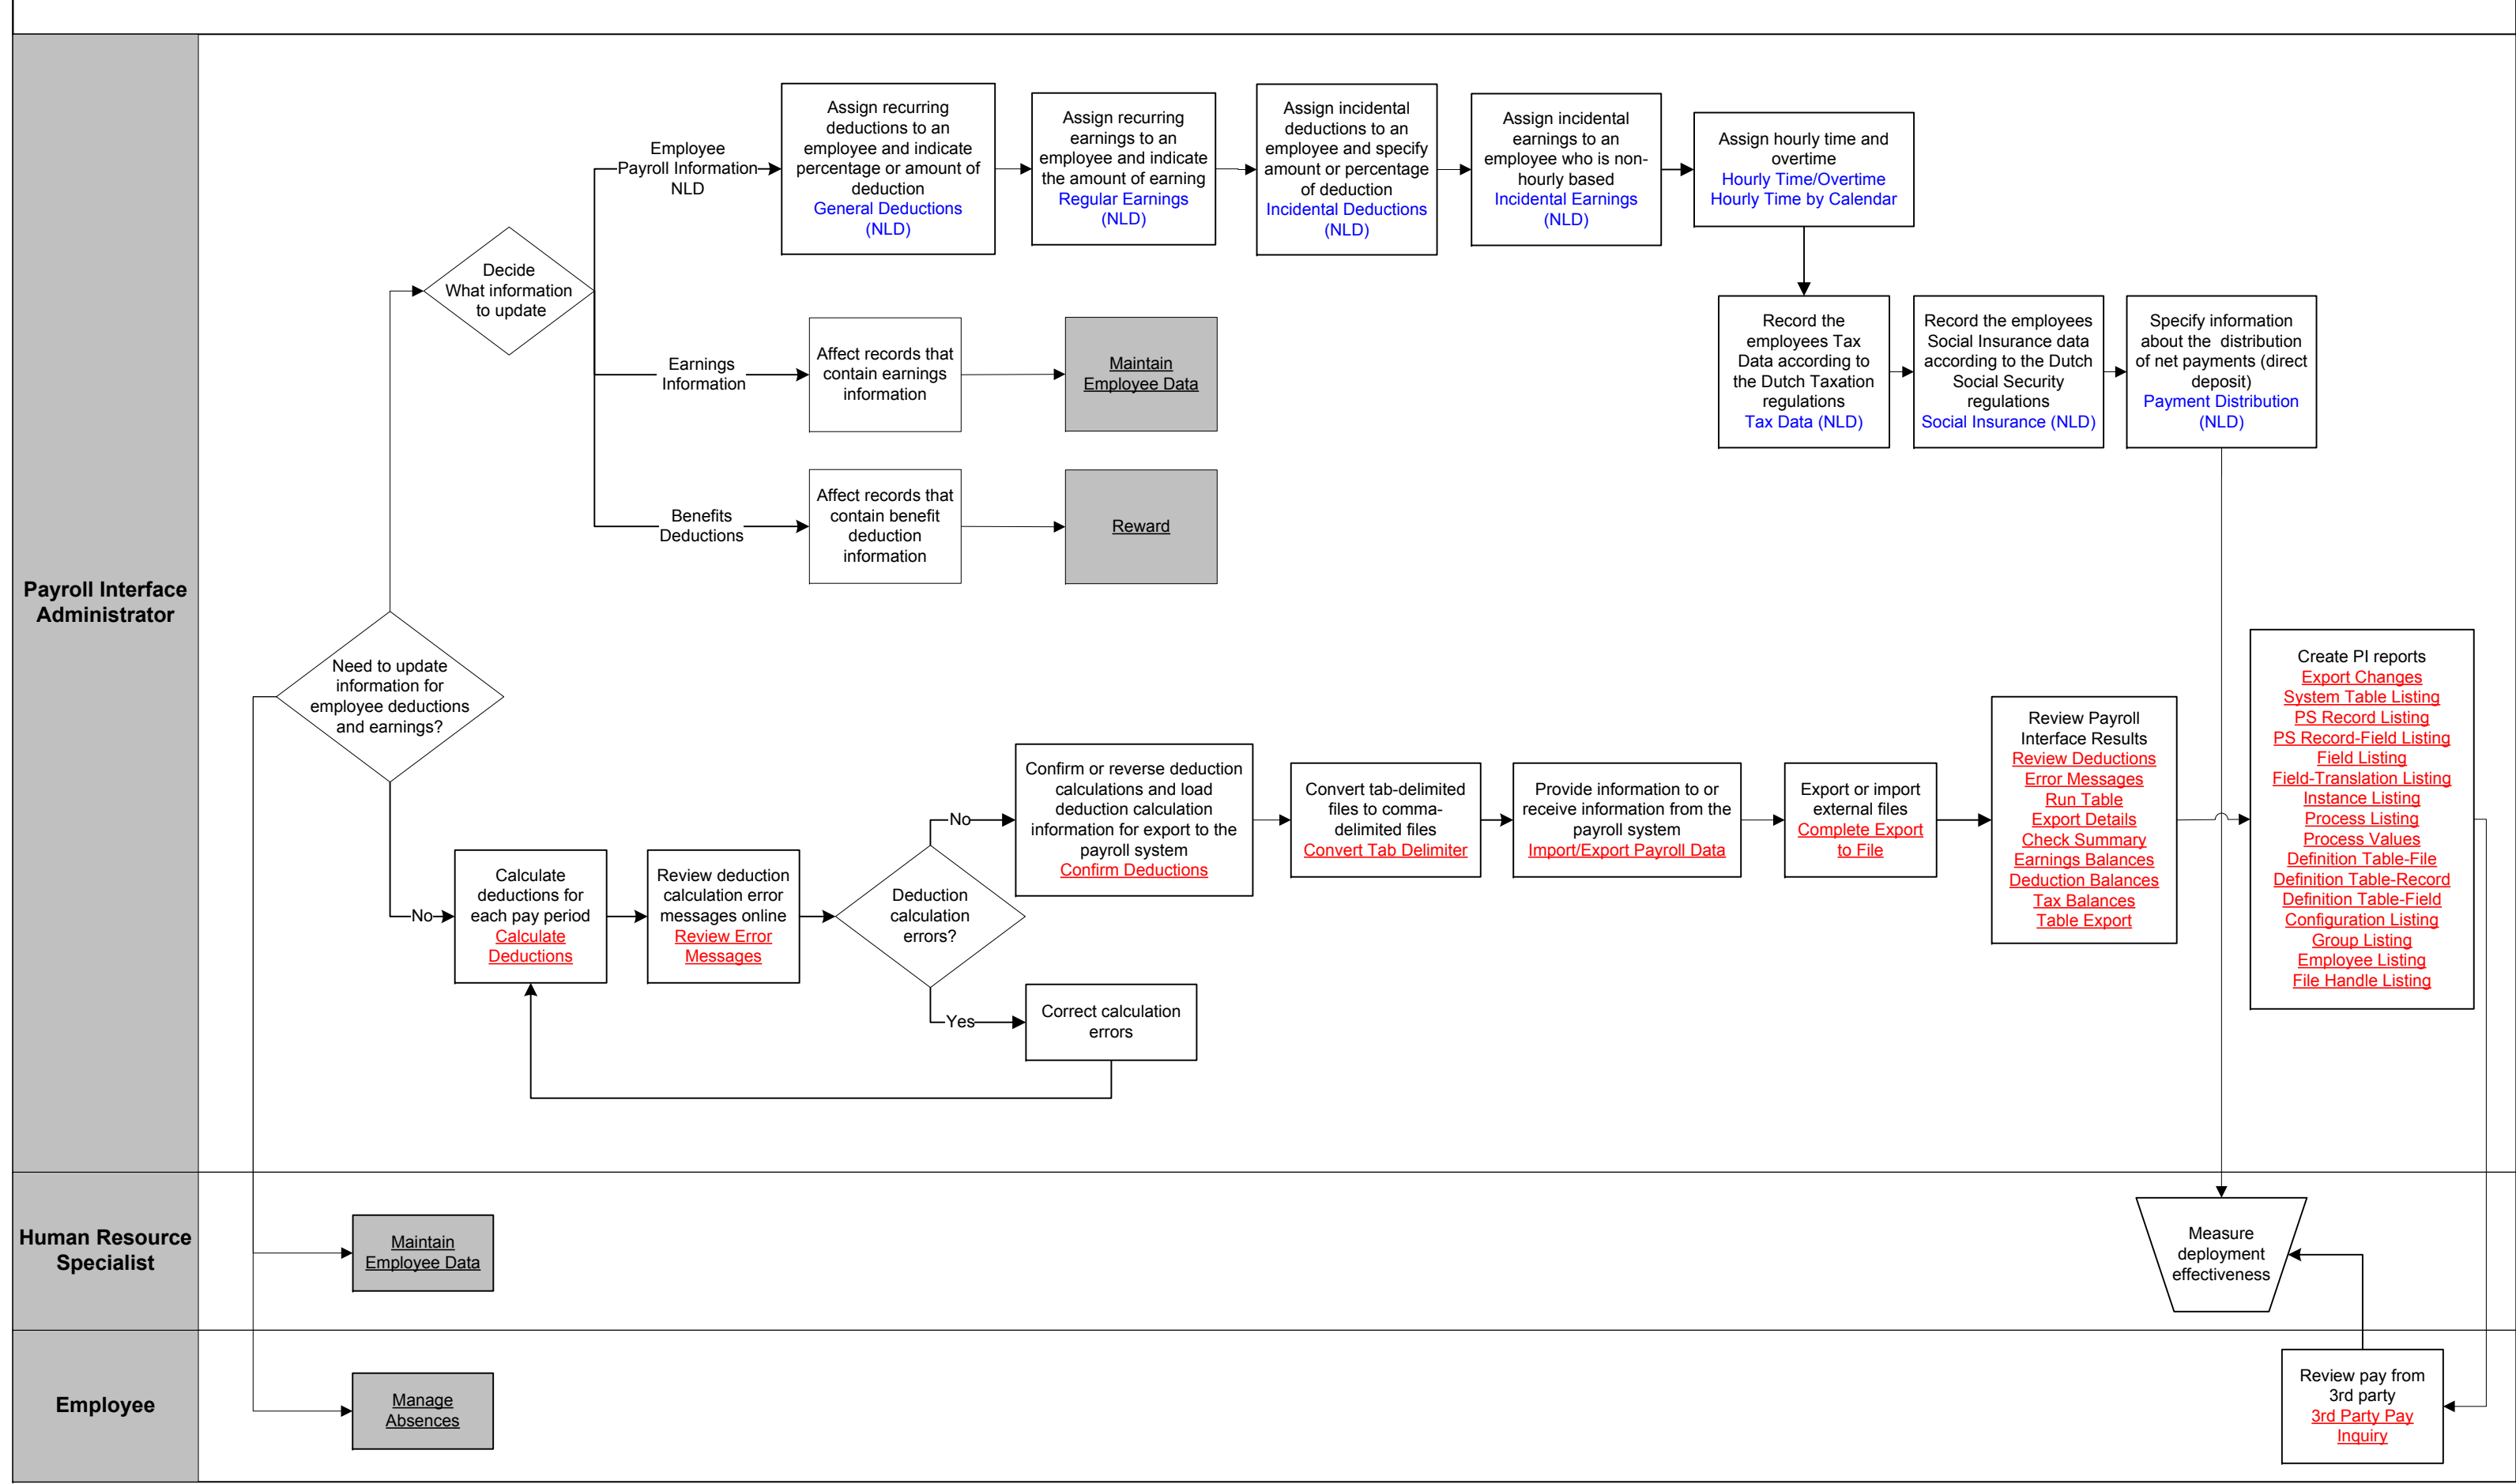 Payroll Interface
Administrator
Employee
Payroll Information
NLD
Assign recurring
deductions to an
employee and indicate
percentage or amount of
deduction
General Deductions
(NLD)
Assign recurring
earnings to an
employee and indicate
the amount of earning
Regular Earnings
(NLD)
Assign incidental
deductions to an
employee and specify
amount or percentage
of deduction
Incidental Deductions
(NLD)
Assign incidental
earnings to an
employee who is non-
hourly based
Incidental Earnings
(NLD)
Assign hourly time and
overtime
Hourly Time/Overtime
Hourly Time by Calendar
Decide
What information
to update
Record the
employees Tax
Data according to
the Dutch Taxation
regulations
Tax Data (NLD)
Record the employees
Social Insurance data
according to the Dutch
Social Security
regulations
Social Insurance (NLD)
Specify information
about the distribution
of net payments (direct
deposit)
Payment Distribution
(NLD)
Earnings
Information
Affect records that
contain earnings
information
Maintain
Employee Data
Benefits
Deductions
Affect records that
contain benefit
deduction
information
Reward
Need to update
information for
employee deductions
and earnings?
No
Calculate
deductions for
each pay period
Calculate
Deductions
Review deduction
calculation error
messages online
Review Error
Messages
Deduction
calculation
errors?
No
Confirm or reverse deduction
calculations and load
deduction calculation
information for export to the
payroll system
Confirm Deductions
Convert tab-delimited
files to comma-
delimited files
Convert Tab Delimiter
Provide information to or
receive information from the
payroll system
Import/Export Payroll Data
Export or import
external files
Complete Export
to File
Review Payroll
Interface Results
Review Deductions
Error Messages
Run Table
Export Details
Check Summary
Earnings Balances
Deduction Balances
Tax Balances
Table Export
Create PI reports
Export Changes
System Table Listing
PS Record Listing
PS Record-Field Listing
Field Listing
Field-Translation Listing
Instance Listing
Process Listing
Process Values
Definition Table-File
Definition Table-Record
Definition Table-Field
Configuration Listing
Group Listing
Employee Listing
File Handle Listing
Yes
Correct calculation
errors
Human Resource
Specialist
Maintain
Employee Data
Measure
deployment
effectiveness
Employee
Manage
Absences
Review pay from
3rd party
3rd Party Pay
Inquiry